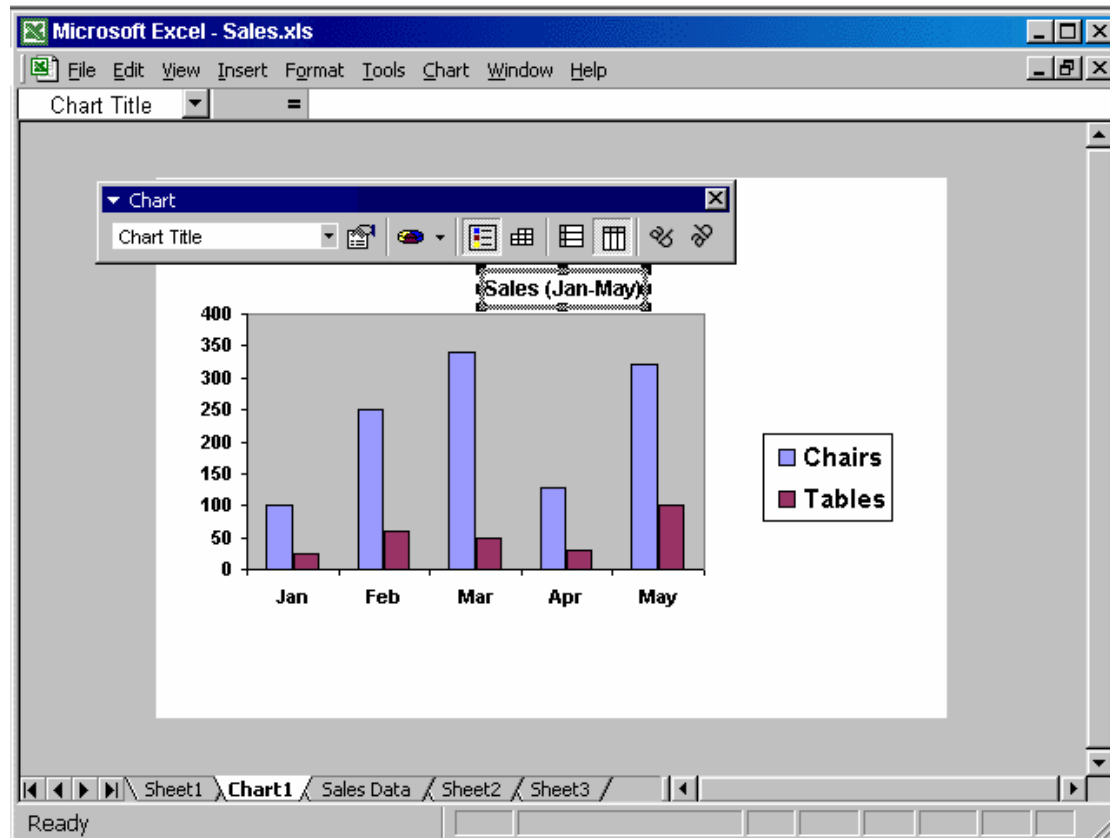 Microsoft Excel - Sales.xls
File Edit View Insert Format Tools Chart Window Help
Chart Title =
Chart
Chart Title
Sales (Jan-May)
400
350
300
250
200
150
100
50
0
Jan Feb Mar Apr May
Chairs
Tables
Sheet1 Chart1 Sales Data Sheet2 Sheet3
Ready